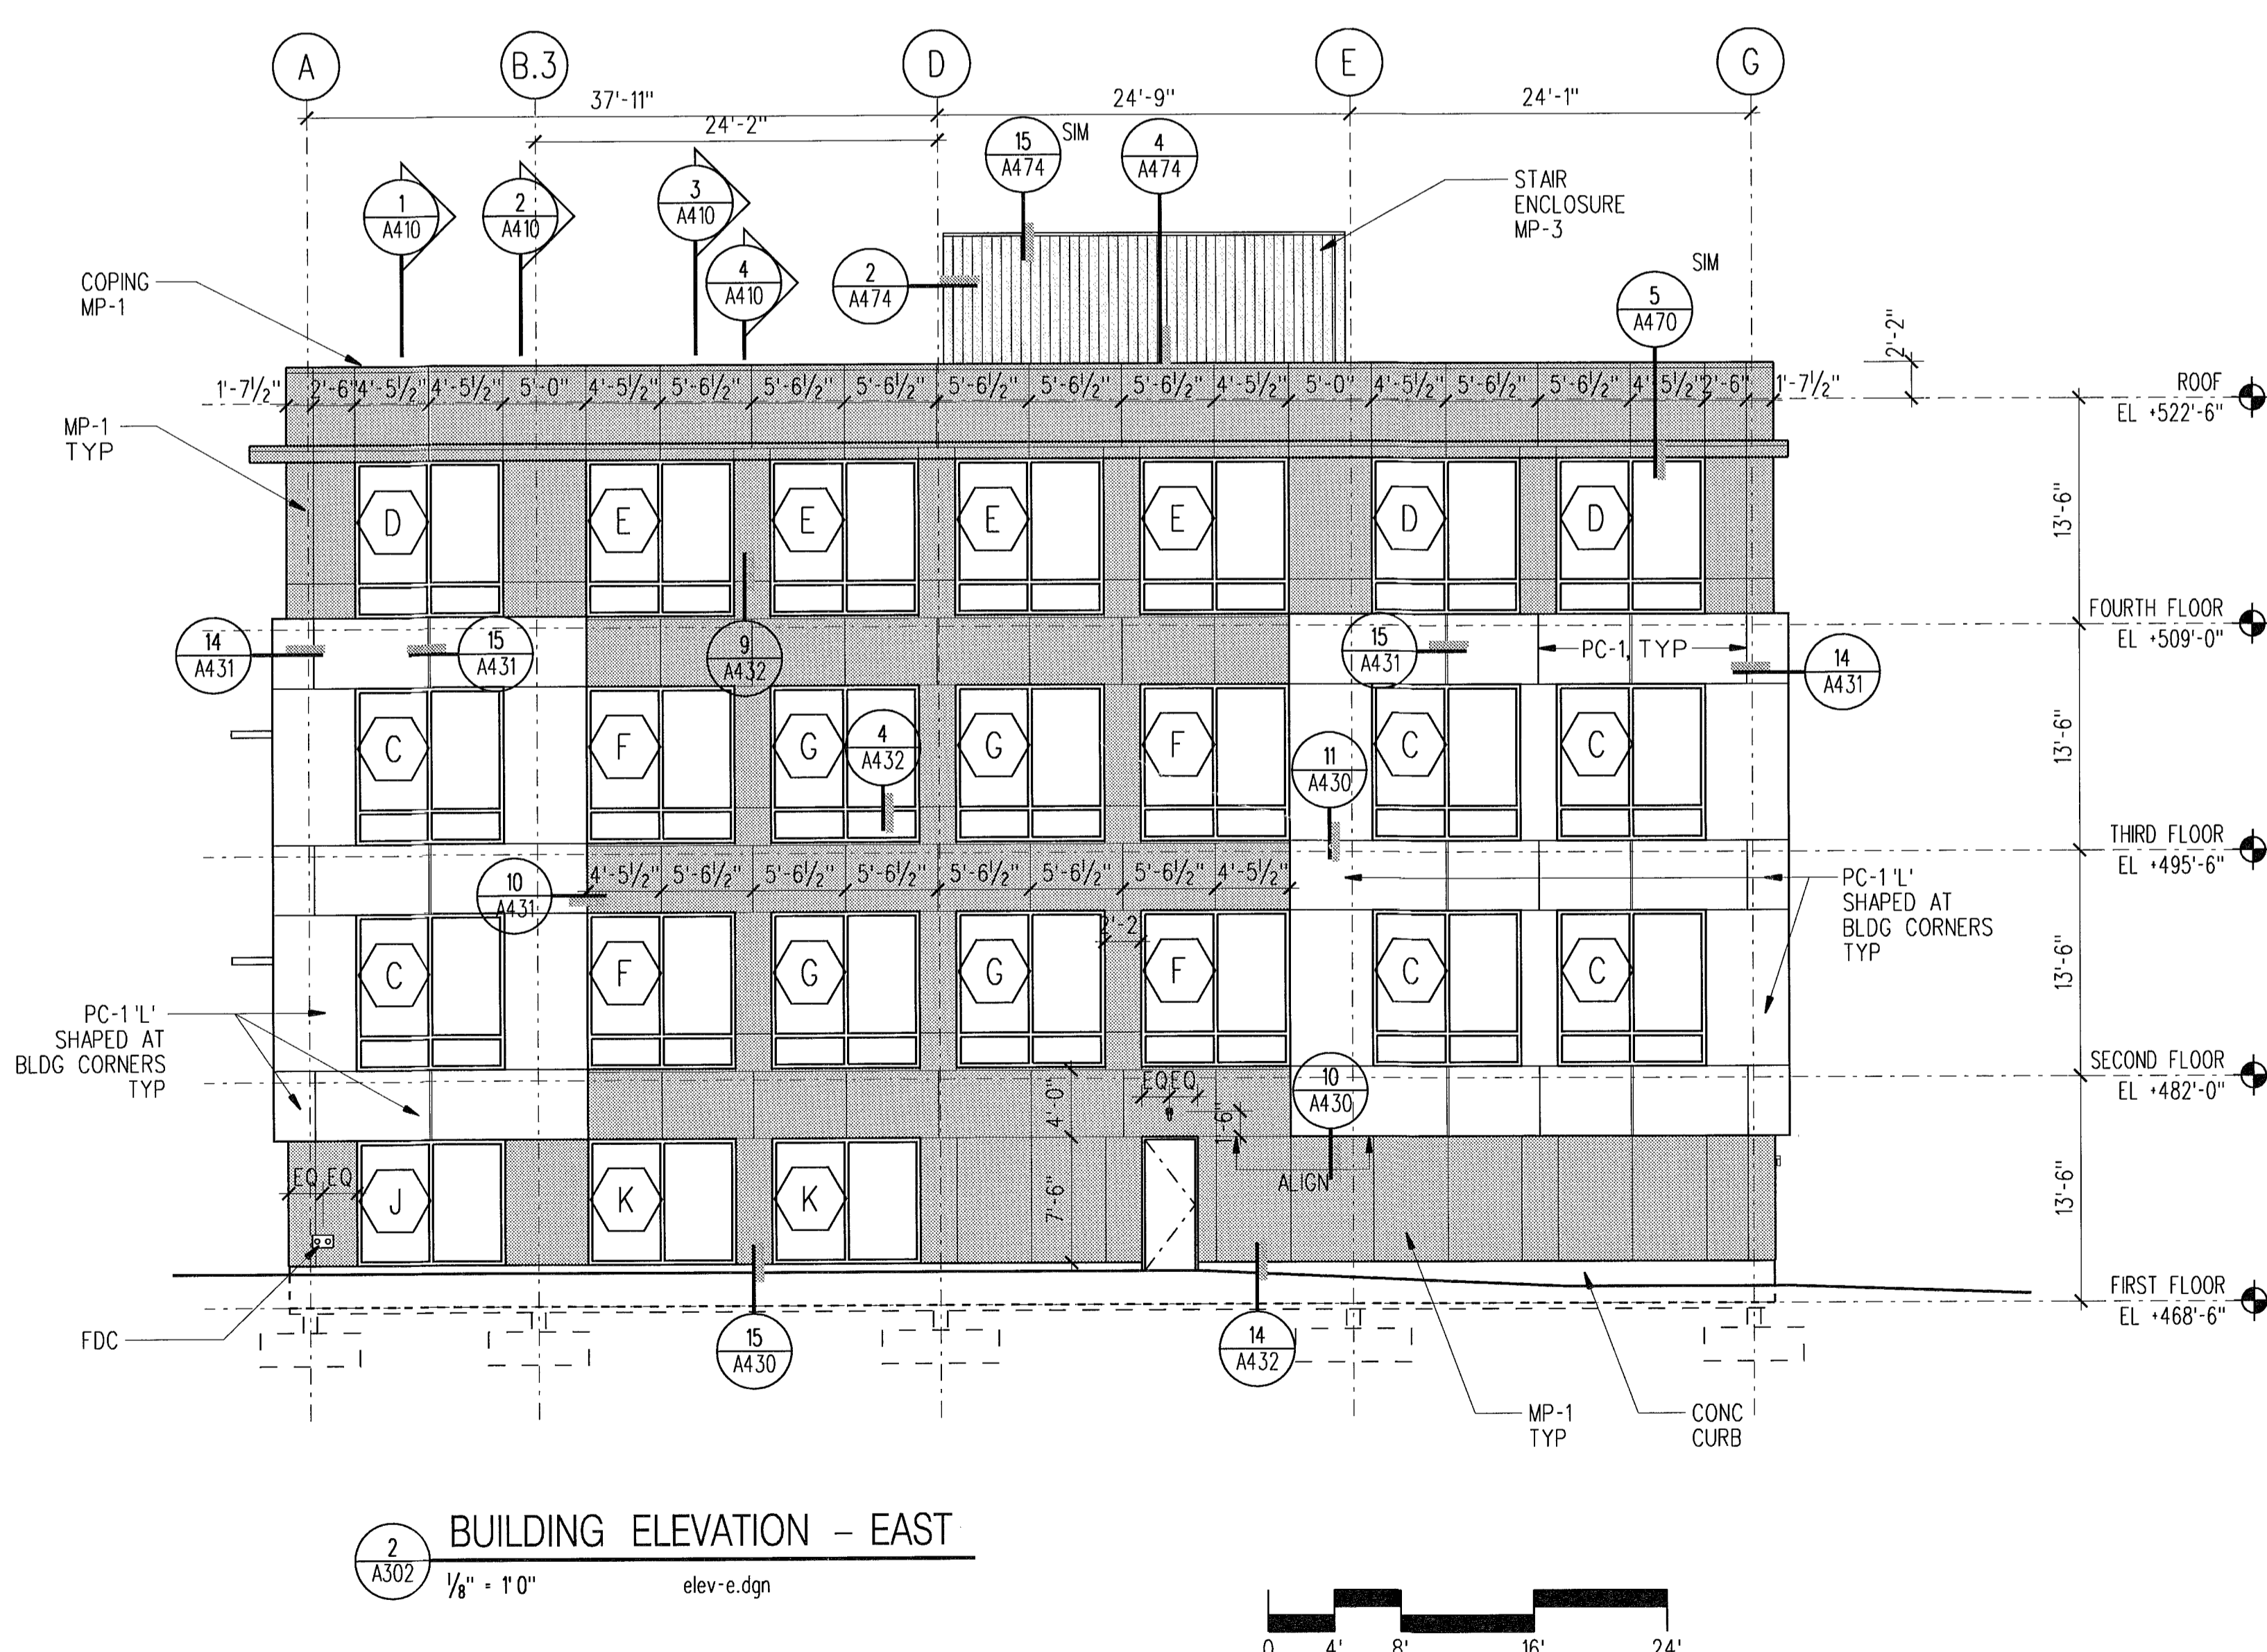 A
B.3
D
E
G
37'-11"
24'-9"
24'-1"
24'-2"
15
A474
SIM
4
A474
1
A410
2
A410
3
A410
4
A410
2
A474
STAIR
ENCLOSURE
MP-3
SIM
5
A470
COPING
MP-1
2'-2"
1'-7½" 2'-6" 4'-5½" 4'-5½" 5'-0" 4'-5½" 5'-6½" 5'-6½" 5'-6½" 5'-6½" 5'-6½" 5'-6½" 4'-5½" 5'-0" 4'-5½" 5'-6½" 5'-6½" 4'-5½" 2'-6" 1'-7½"
ROOF
EL +522'-6"
MP-1
TYP
D E E E E D D
13'-6"
FOURTH FLOOR
EL +509'-0"
14
A431
15
A431
9
A432
15
A431
PC-1, TYP
14
A431
C F G G F C C
4
A432
11
A430
13'-6"
THIRD FLOOR
EL +495'-6"
10
A431
4'-5½" 5'-6½" 5'-6½" 5'-6½" 5'-6½" 5'-6½" 5'-6½" 4'-5½"
PC-1 'L'
SHAPED AT
BLDG CORNERS
TYP
2'-2
C F G G F C C
13'-6"
PC-1 'L'
SHAPED AT
BLDG CORNERS
TYP
SECOND FLOOR
EL +482'-0"
4'-0"
EQ EQ
1'-6"
10
A430
ALIGN
EQ EQ
J K K
7'-6"
13'-6"
FIRST FLOOR
EL +468'-6"
FDC
15
A430
14
A432
MP-1
TYP
CONC
CURB
2
A302
BUILDING ELEVATION - EAST
⅛" = 1'0"
elev-e.dgn
0 4' 8' 16' 24'